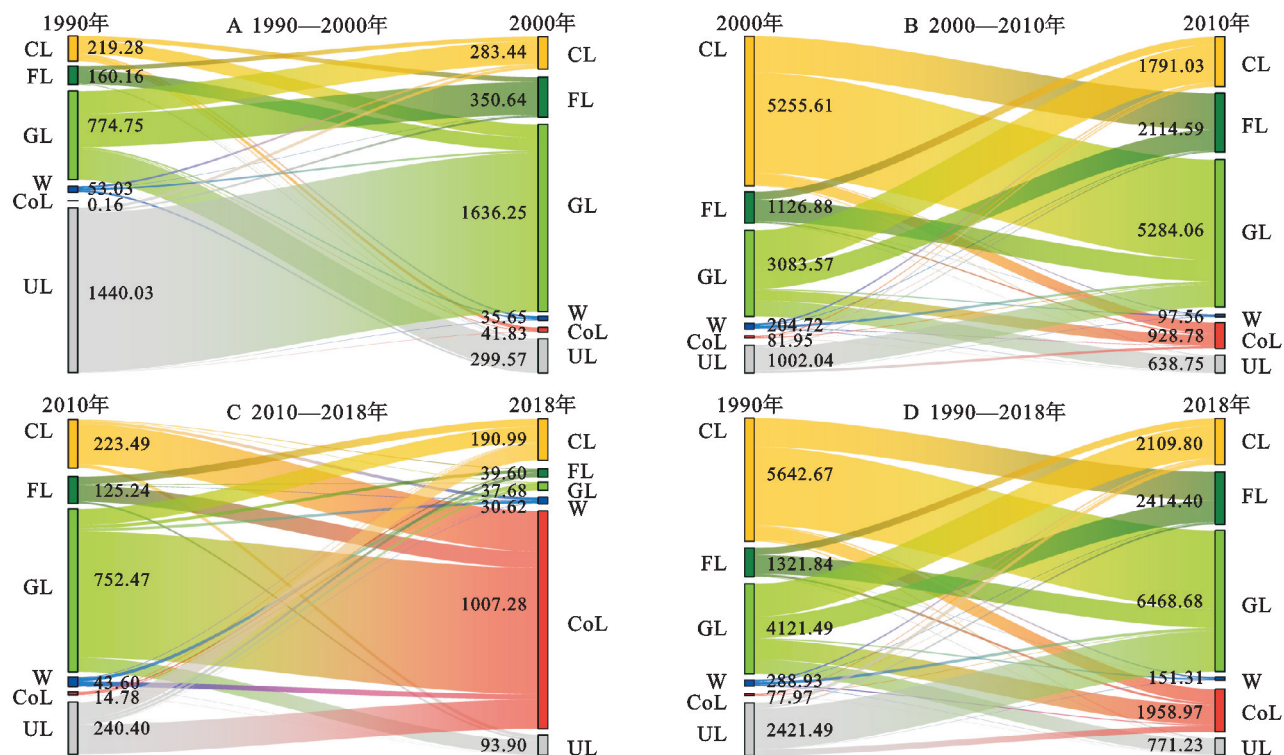 1990年 A 1990—2000年 2000年
CL 219.28 283.44 CL
FL 160.16 350.64 FL
GL 774.75 1636.25 GL
W 53.03 35.65 W
CoL 0.16 41.83 CoL
UL 1440.03 299.57 UL
2000年 B 2000—2010年 2010年
CL 5255.61 1791.03 CL
FL 1126.88 2114.59 FL
GL 3083.57 5284.06 GL
W 204.72 97.56 W
CoL 81.95 928.78 CoL
UL 1002.04 638.75 UL
2010年 C 2010—2018年 2018年
CL 223.49 190.99 CL
FL 125.24 39.60 FL
GL 752.47 37.68 GL
W 43.60 30.62 W
CoL 14.78 1007.28 CoL
UL 240.40 93.90 UL
1990年 D 1990—2018年 2018年
CL 5642.67 2109.80 CL
FL 1321.84 2414.40 FL
GL 4121.49 6468.68 GL
W 288.93 151.31 W
CoL 77.97 1958.97 CoL
UL 2421.49 771.23 UL